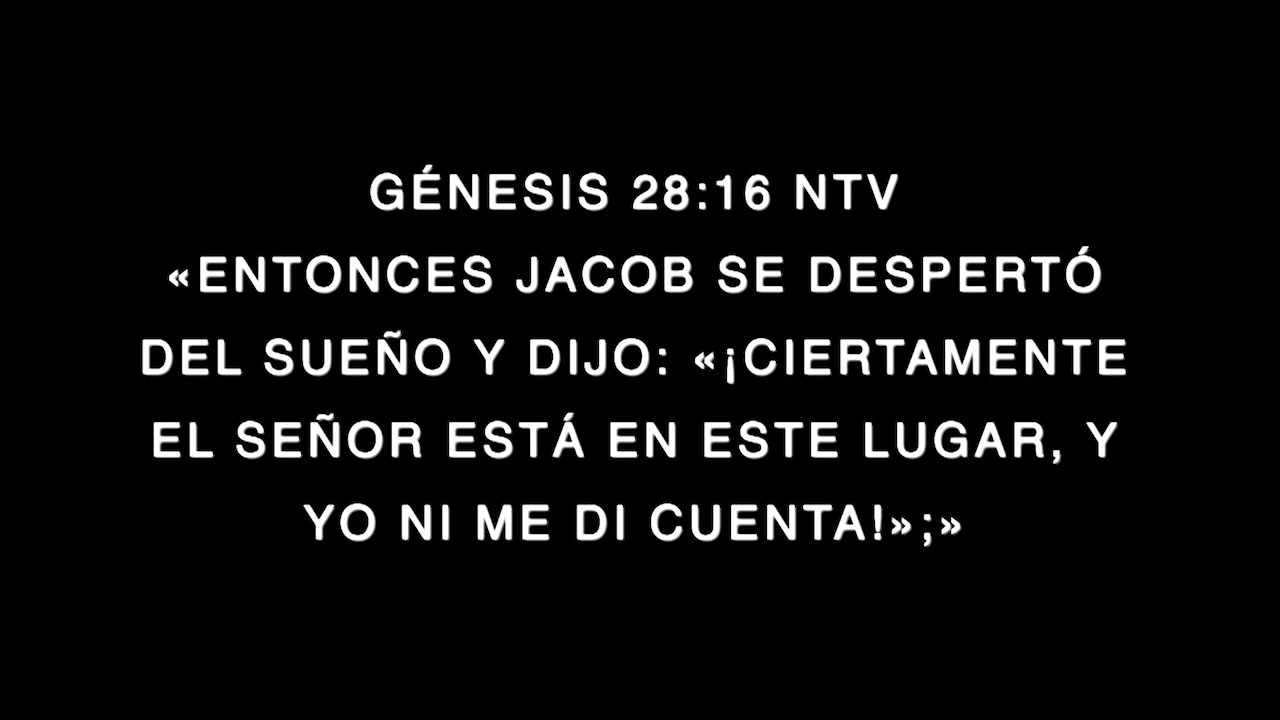 GÉNESIS 28:16 NTV
«ENTONCES JACOB SE DESPERTÓ
DEL SUEÑO Y DIJO: «¡CIERTAMENTE
EL SEÑOR ESTÁ EN ESTE LUGAR, Y
YO NI ME DI CUENTA!»;»